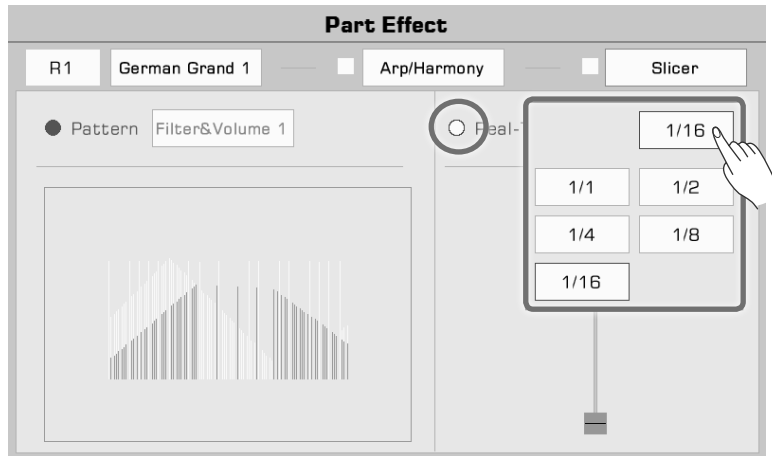 Part Effect
R1 German Grand 1 Arp/Harmony Slicer
Pattern Filter&Volume 1
1/16
1/1 1/2
1/4 1/8
1/16